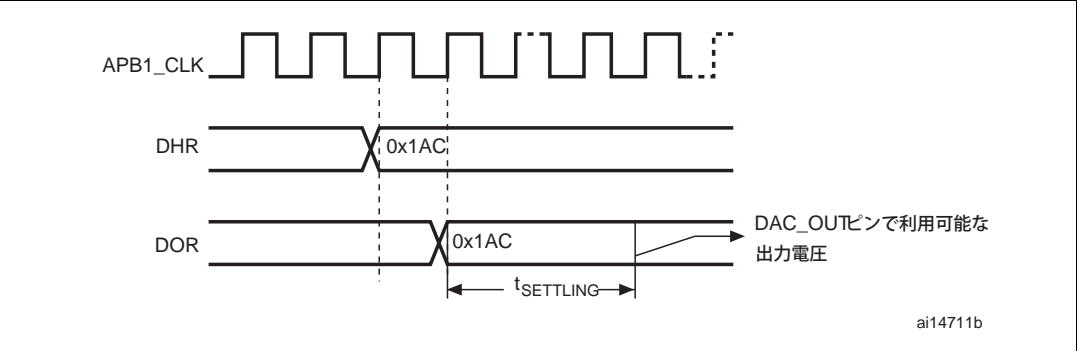 APB1_CLK
DHR
0x1AC
DOR
0x1AC
DAC_OUTピンで利用可能な
出力電圧
tSETTLING
ai14711b